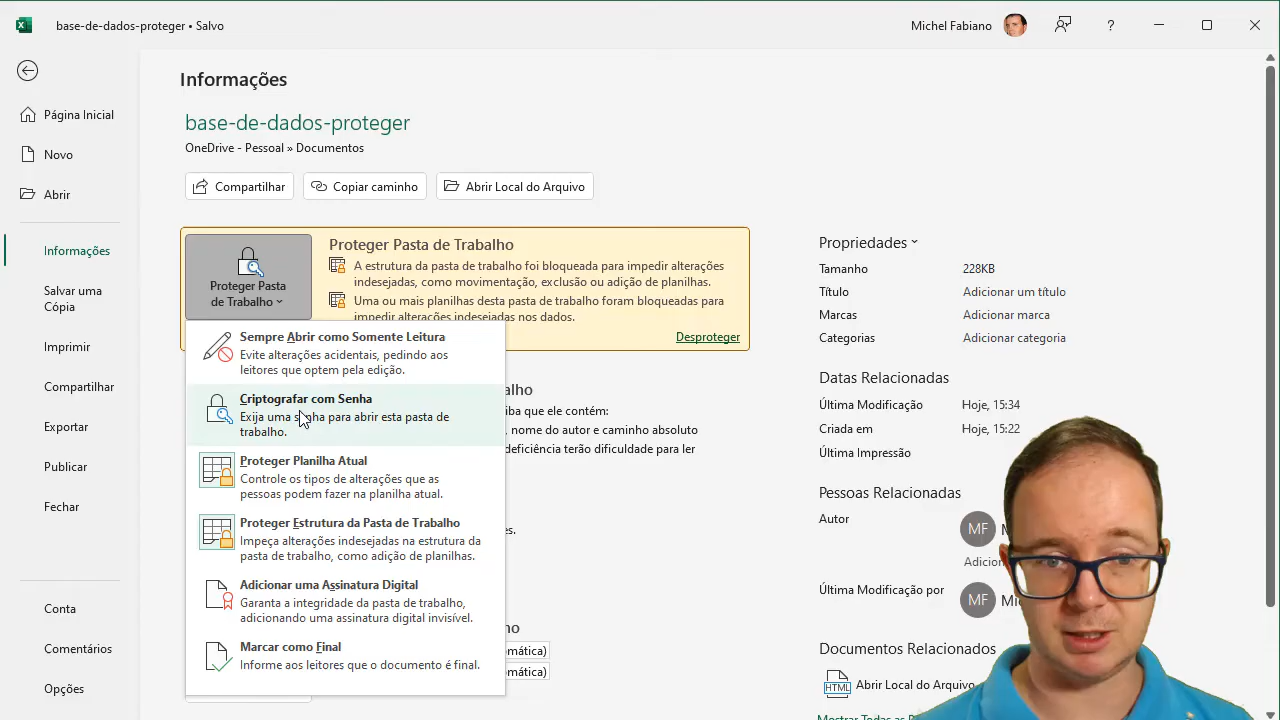 base-de-dados-proteger • Salvo
Michel Fabiano
?
Informações
Página Inicial
Novo
Abrir
Informações
Salvar uma
Cópia
Imprimir
Compartilhar
Exportar
Publicar
Fechar
Conta
Comentários
Opções
base-de-dados-proteger
OneDrive - Pessoal » Documentos
Compartilhar
Copiar caminho
Abrir Local do Arquivo
Proteger Pasta
de Trabalho
Proteger Pasta de Trabalho
A estrutura da pasta de trabalho foi bloqueada para impedir alterações
indesejadas, como movimentação, exclusão ou adição de planilhas.
Uma ou mais planilhas desta pasta de trabalho foram bloqueadas para
impedir alterações indesejadas nos dados.
Desproteger
Sempre Abrir como Somente Leitura
Evite alterações acidentais, pedindo aos
leitores que optem pela edição.
Criptografar com Senha
Exija uma senha para abrir esta pasta de
trabalho.
Proteger Planilha Atual
Controle os tipos de alterações que as
pessoas podem fazer na planilha atual.
Proteger Estrutura da Pasta de Trabalho
Impeça alterações indesejadas na estrutura da
pasta de trabalho, como adição de planilhas.
Adicionar uma Assinatura Digital
Garanta a integridade da pasta de trabalho,
adicionando uma assinatura digital invisível.
Marcar como Final
Informe aos leitores que o documento é final.
que ele contém:
, nome do autor e caminho absoluto
deficiência terão dificuldade para ler
Propriedades
Tamanho 228KB
Título Adicionar um título
Marcas Adicionar marca
Categorias Adicionar categoria
Datas Relacionadas
Última Modificação Hoje, 15:34
Criada em Hoje, 15:22
Última Impressão
Pessoas Relacionadas
Autor MF
Última Modificação por MF
Documentos Relacionados
HTML Abrir Local do Arquivo